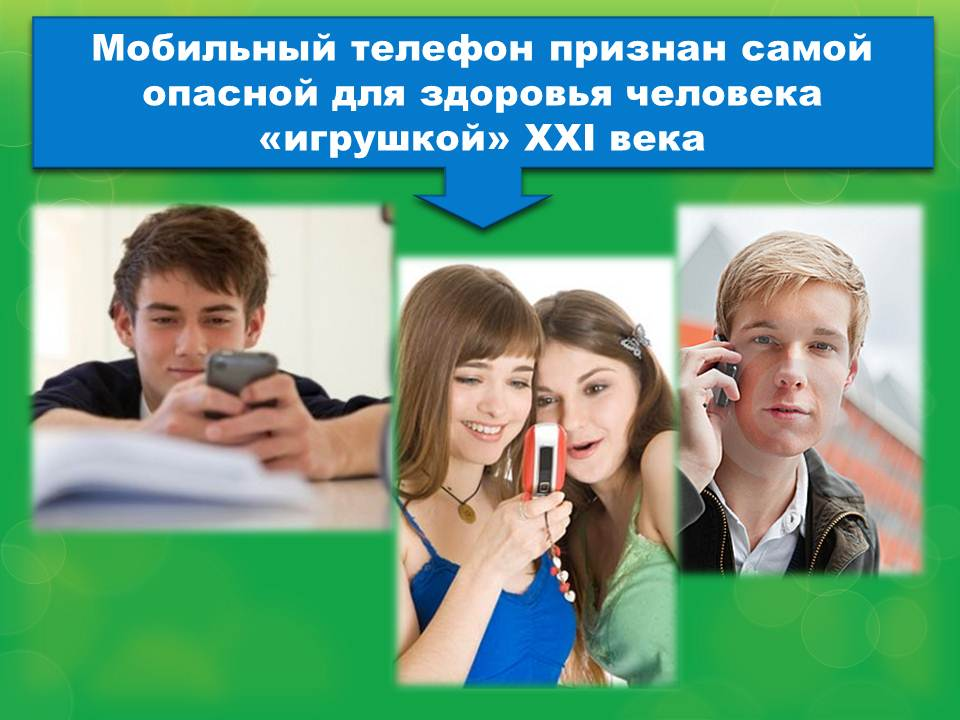 Мобильный телефон признан самой
опасной для здоровья человека
«игрушкой» XXI века